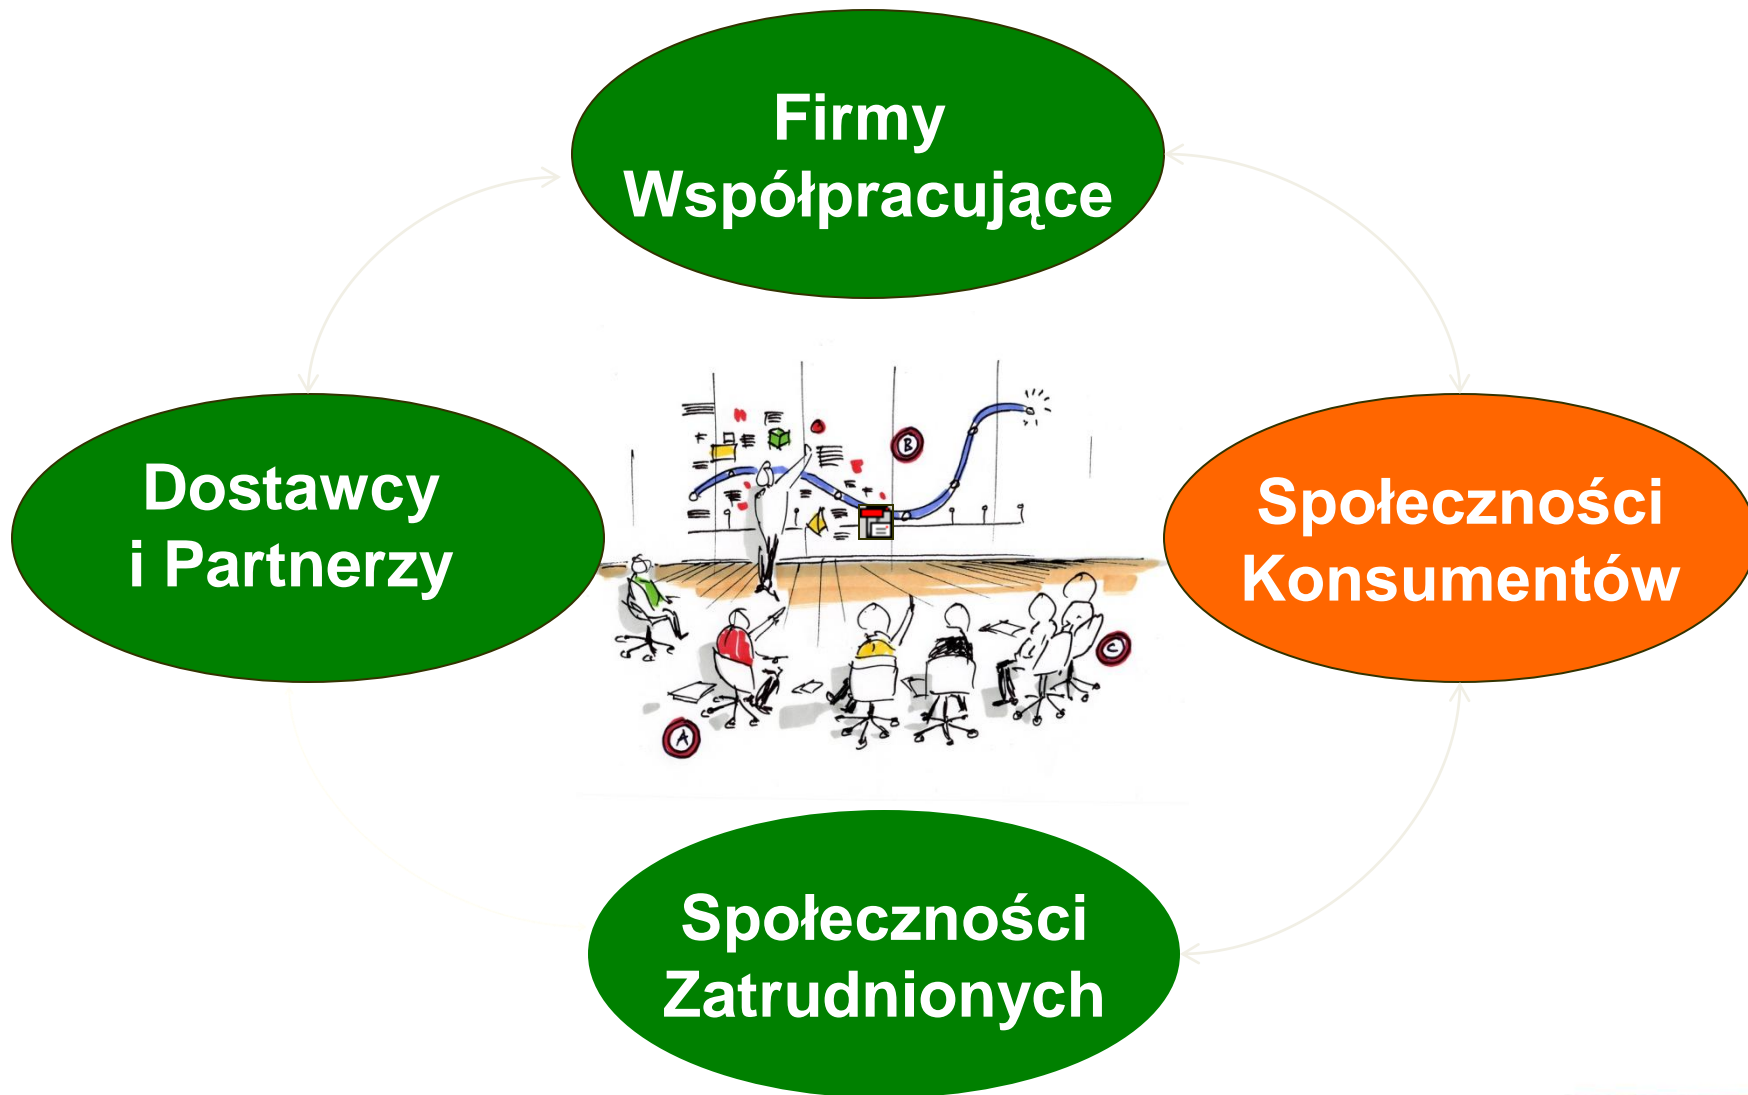 Firmy
Współpracujące
Dostawcy
i Partnerzy
Społeczności
Konsumentów
B
C
A
Społeczności
Zatrudnionych